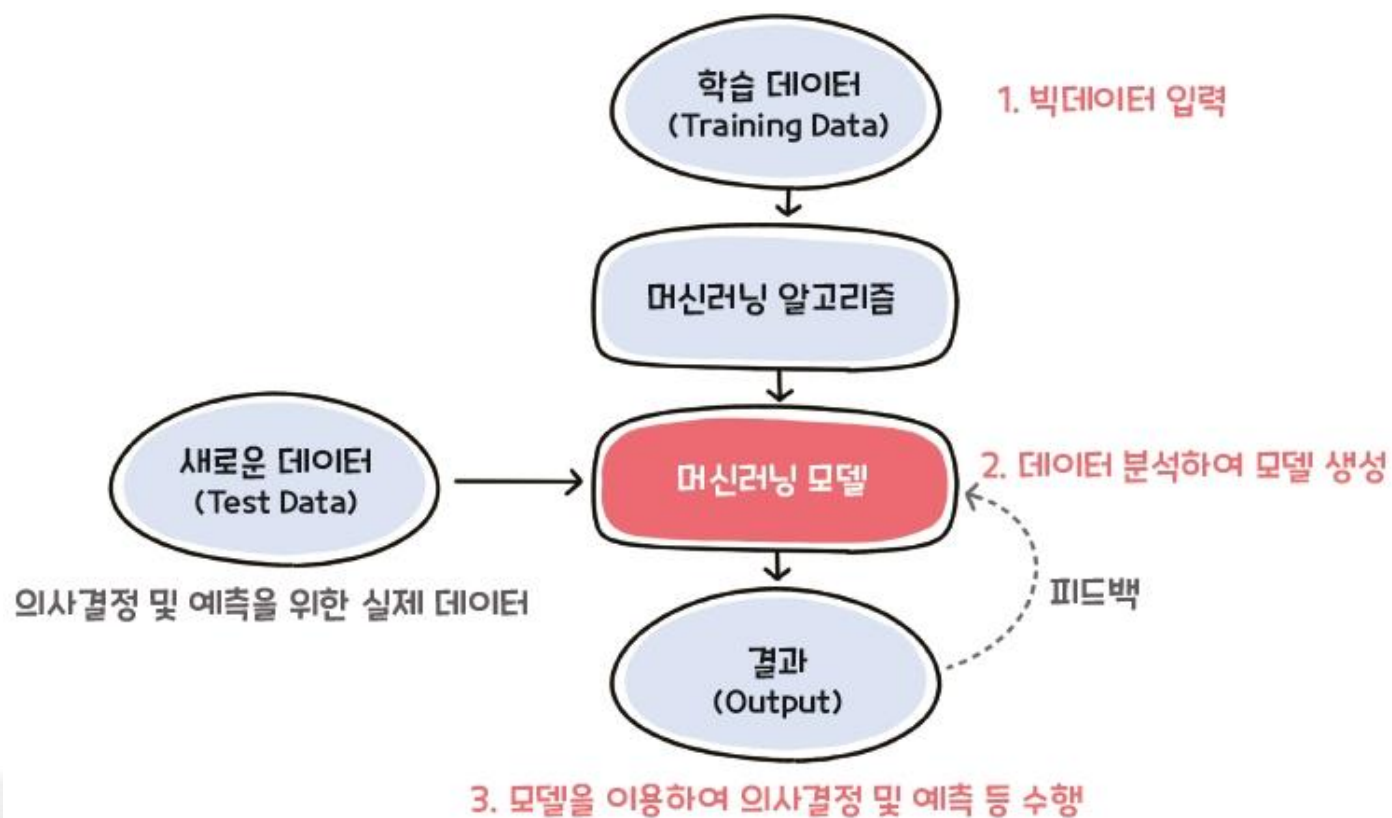 학습 데이터
(Training Data)
1. 빅데이터 입력
머신러닝 알고리즘
새로운 데이터
(Test Data)
머신러닝 모델
2. 데이터 분석하여 모델 생성
의사결정 및 예측을 위한 실제 데이터
피드백
결과
(Output)
3. 모델을 이용하여 의사결정 및 예측 등 수행